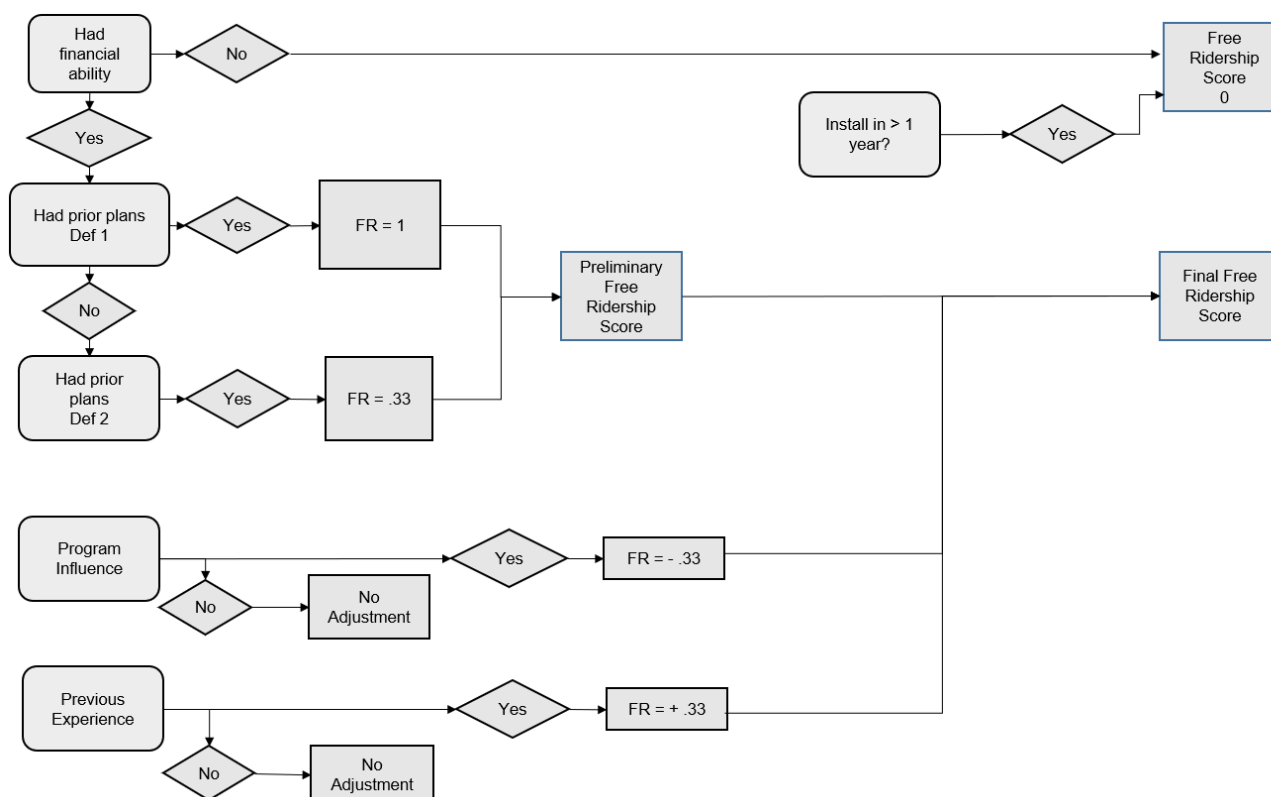 Had
financial
ability
No
Free
Ridership
Score
0
Install in > 1
year?
Yes
Yes
Had prior plans
Def 1
Yes
FR = 1
Preliminary
Free
Ridership
Score
Final Free
Ridership
Score
No
Had prior
plans
Def 2
Yes
FR = .33
Program
Influence
Yes
FR = - .33
No
No
Adjustment
Previous
Experience
Yes
FR = + .33
No
No
Adjustment